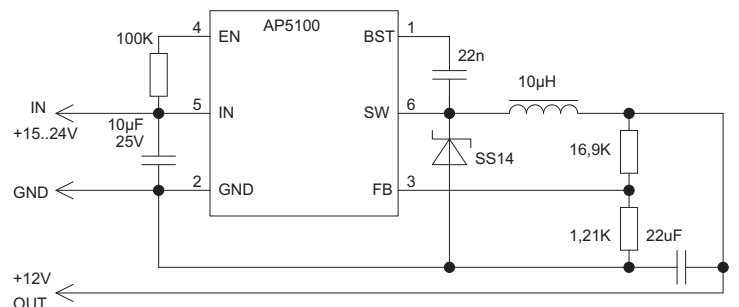 AP5100
4
EN
BST
1
100K
22n
10µH
IN
+15..24V
5
IN
SW
6
10µF
25V
SS14
16,9K
GND
2
GND
FB
3
1,21K
22uF
+12V
OUT